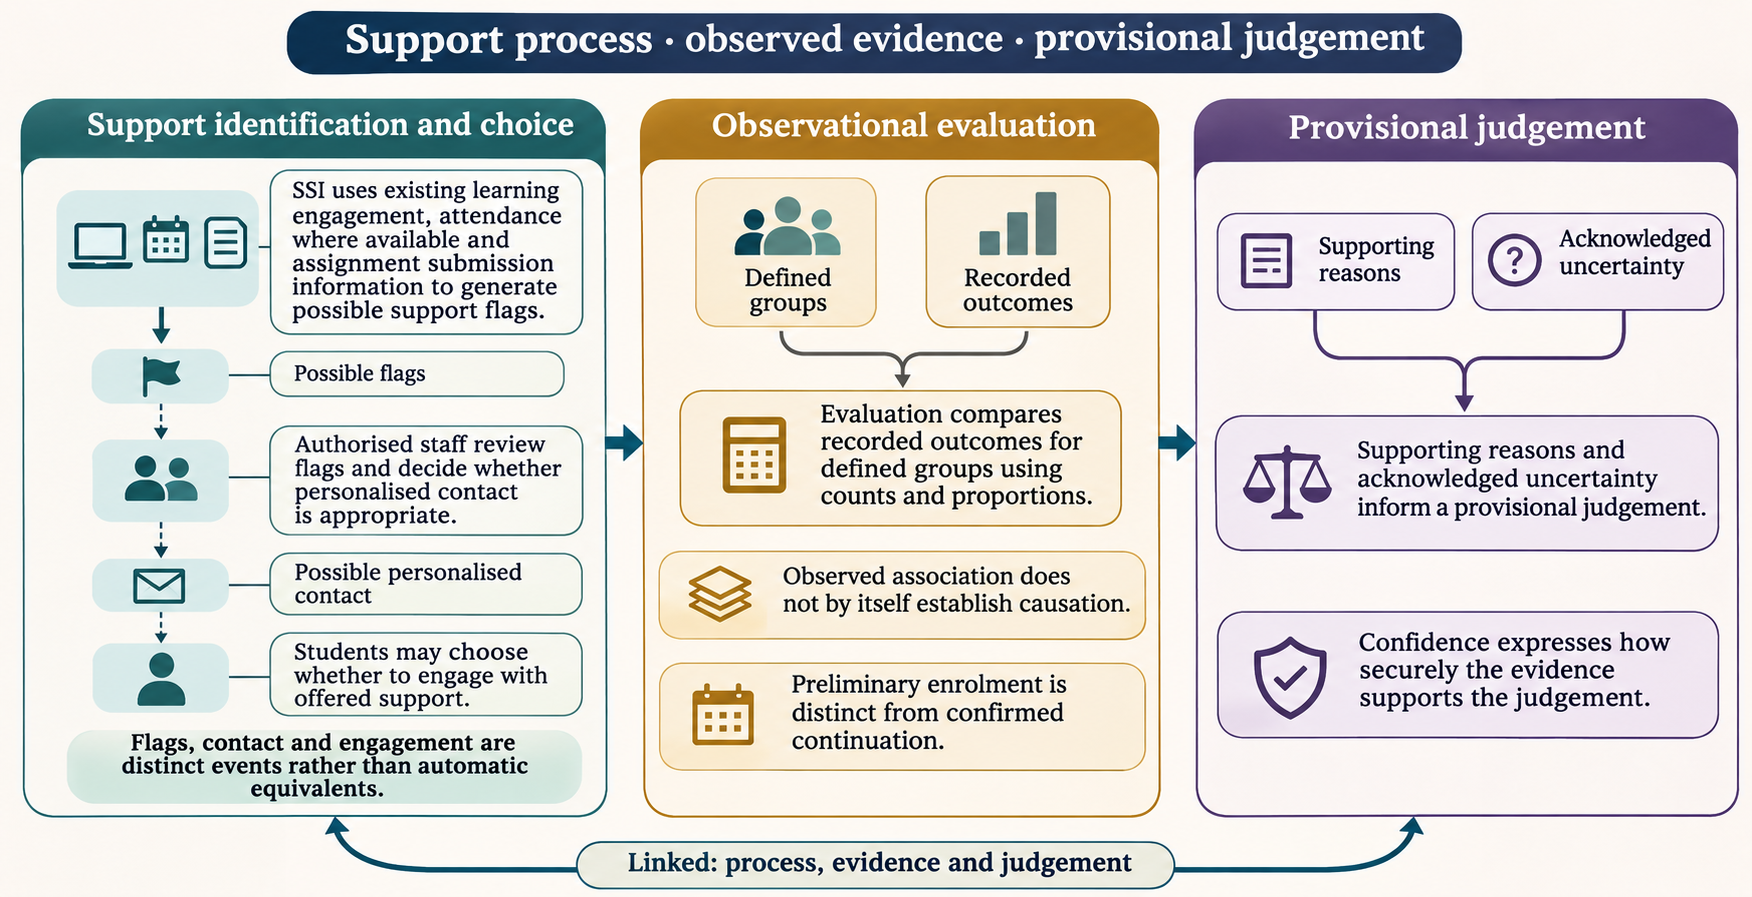 Support process · observed evidence · provisional judgement
Support identification and choice
SSI uses existing learning
engagement, attendance
where available and
assignment submission
information to generate
possible support flags.
Possible flags
Authorised staff review
flags and decide whether
personalised contact
is appropriate.
Possible personalised
contact
Students may choose
whether to engage with
offered support.
Flags, contact and engagement are
distinct events rather than automatic
equivalents.
Observational evaluation
Defined
groups
Recorded
outcomes
Evaluation compares
recorded outcomes for
defined groups using
counts and proportions.
Observed association does
not by itself establish causation.
Preliminary enrolment is
distinct from confirmed
continuation.
Provisional judgement
Supporting
reasons
?
Acknowledged
uncertainty
Supporting reasons and
acknowledged uncertainty
inform a provisional judgement.
Confidence expresses how
securely the evidence
supports the judgement.
Linked: process, evidence and judgement